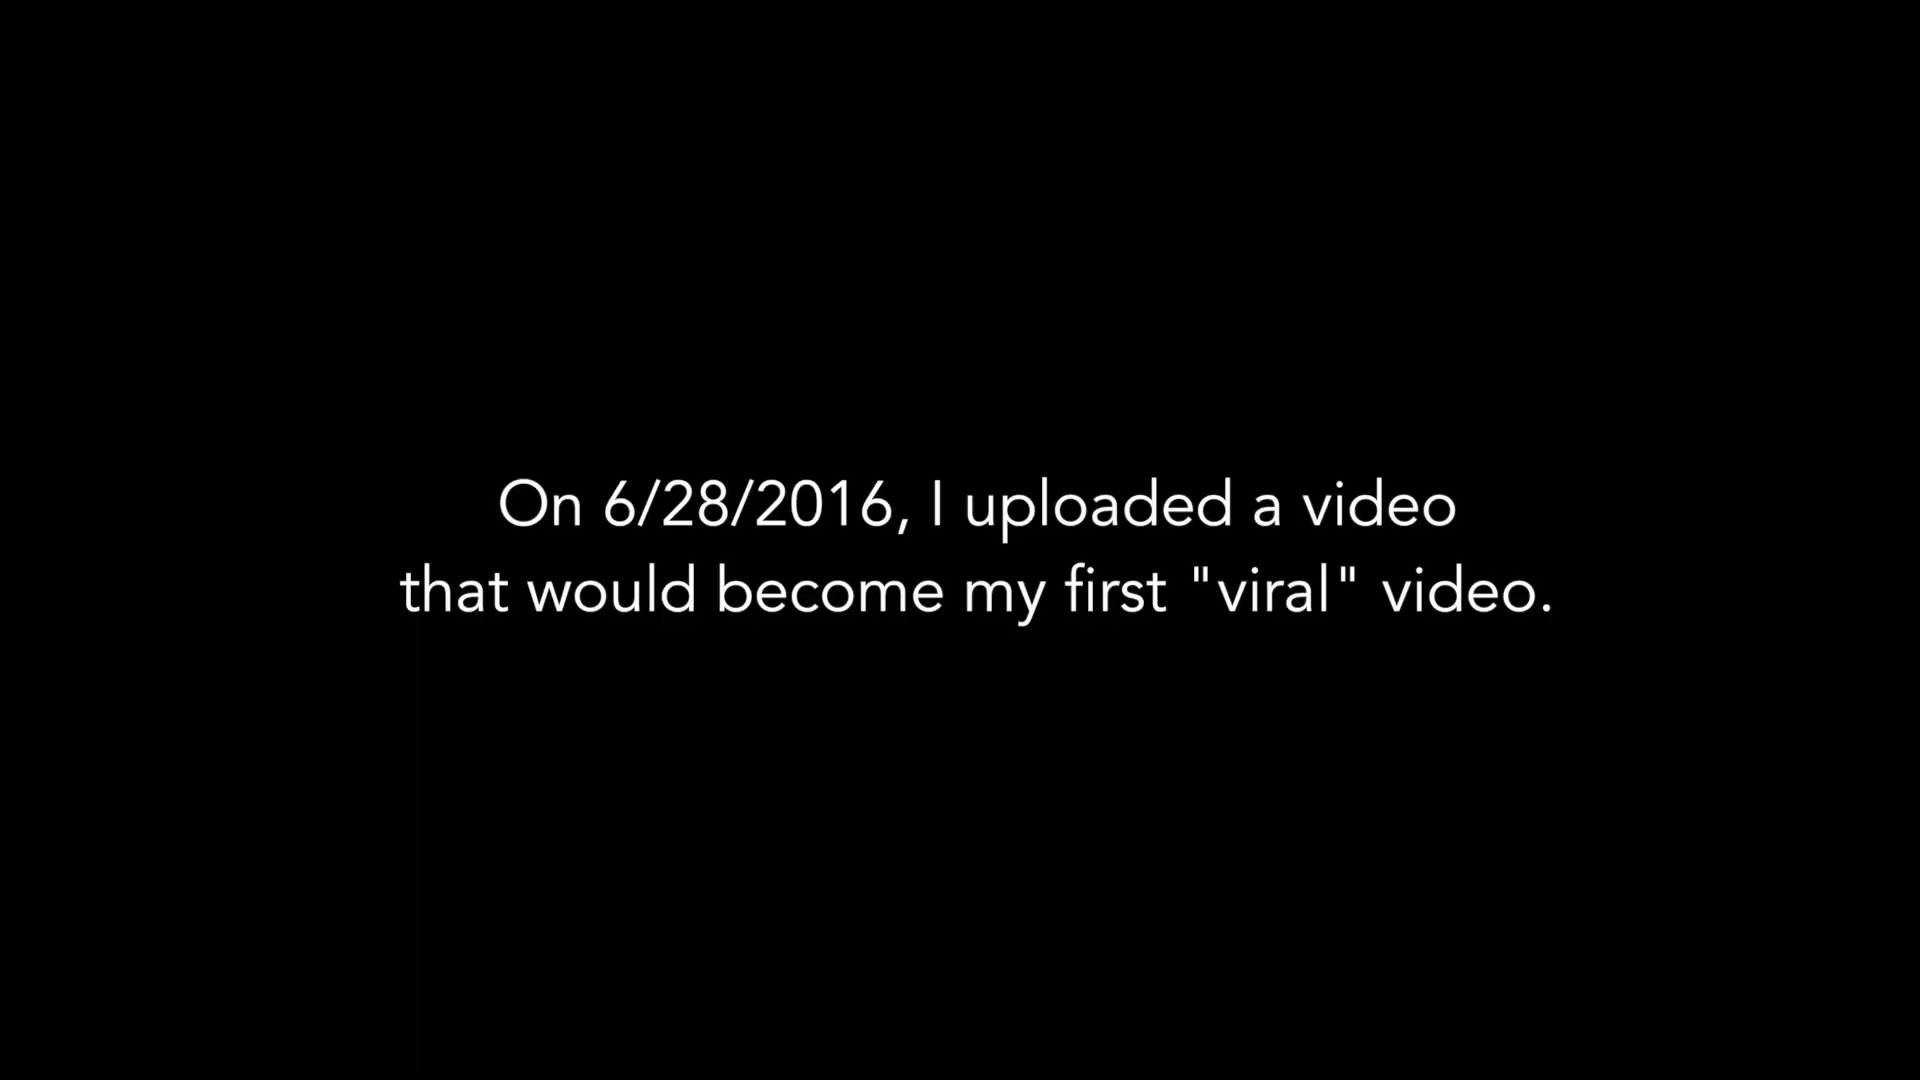 On 6/28/2016, I uploaded a video
that would become my first "viral" video.